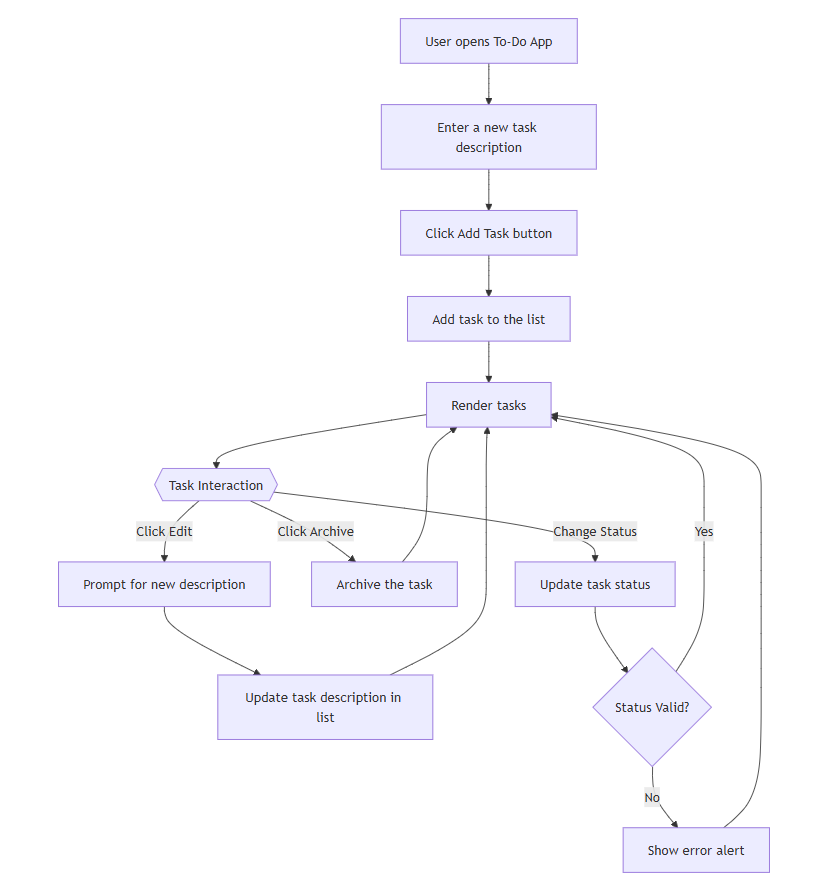 User opens To-Do App
Enter a new task
description
Click Add Task button
Add task to the list
Render tasks
Task Interaction
Click Edit
Click Archive
Change Status
Yes
Prompt for new description
Archive the task
Update task status
Update task description in
list
Status Valid?
No
Show error alert